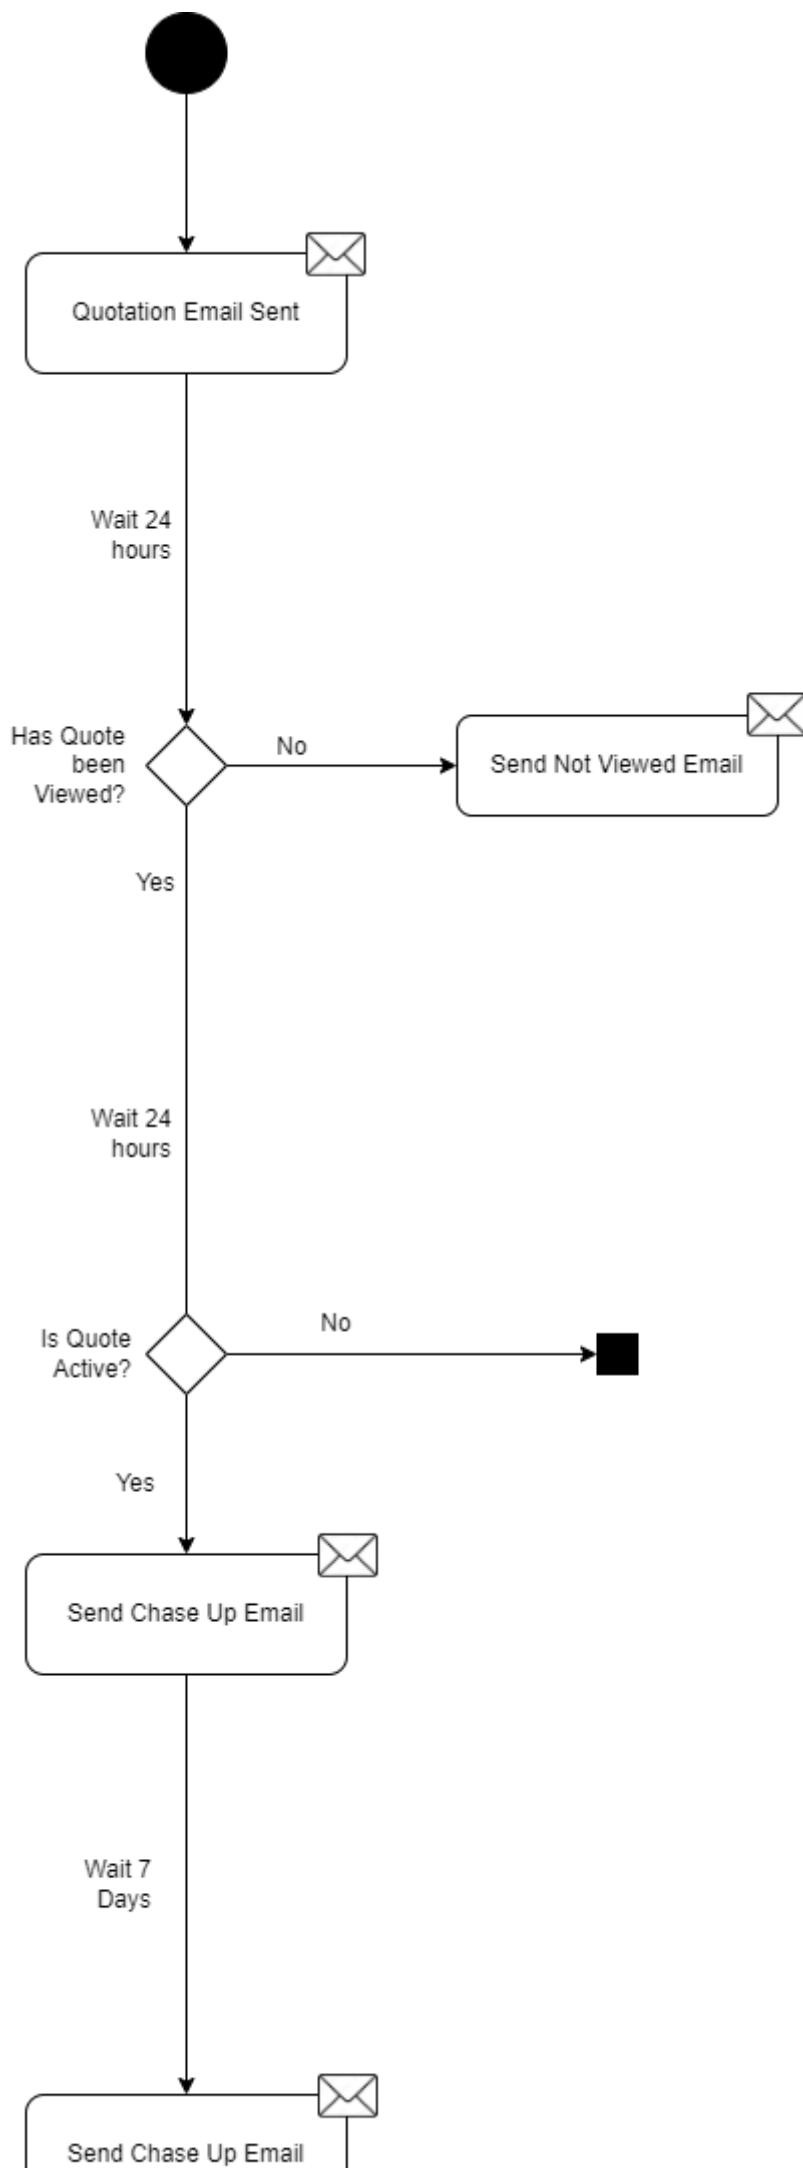 Quotation Email Sent
Wait 24
hours
Has Quote
been
Viewed?
No
Send Not Viewed Email
Yes
Wait 24
hours
Is Quote
Active?
No
Yes
Send Chase Up Email
Wait 7
Days
Send Chase Up Email